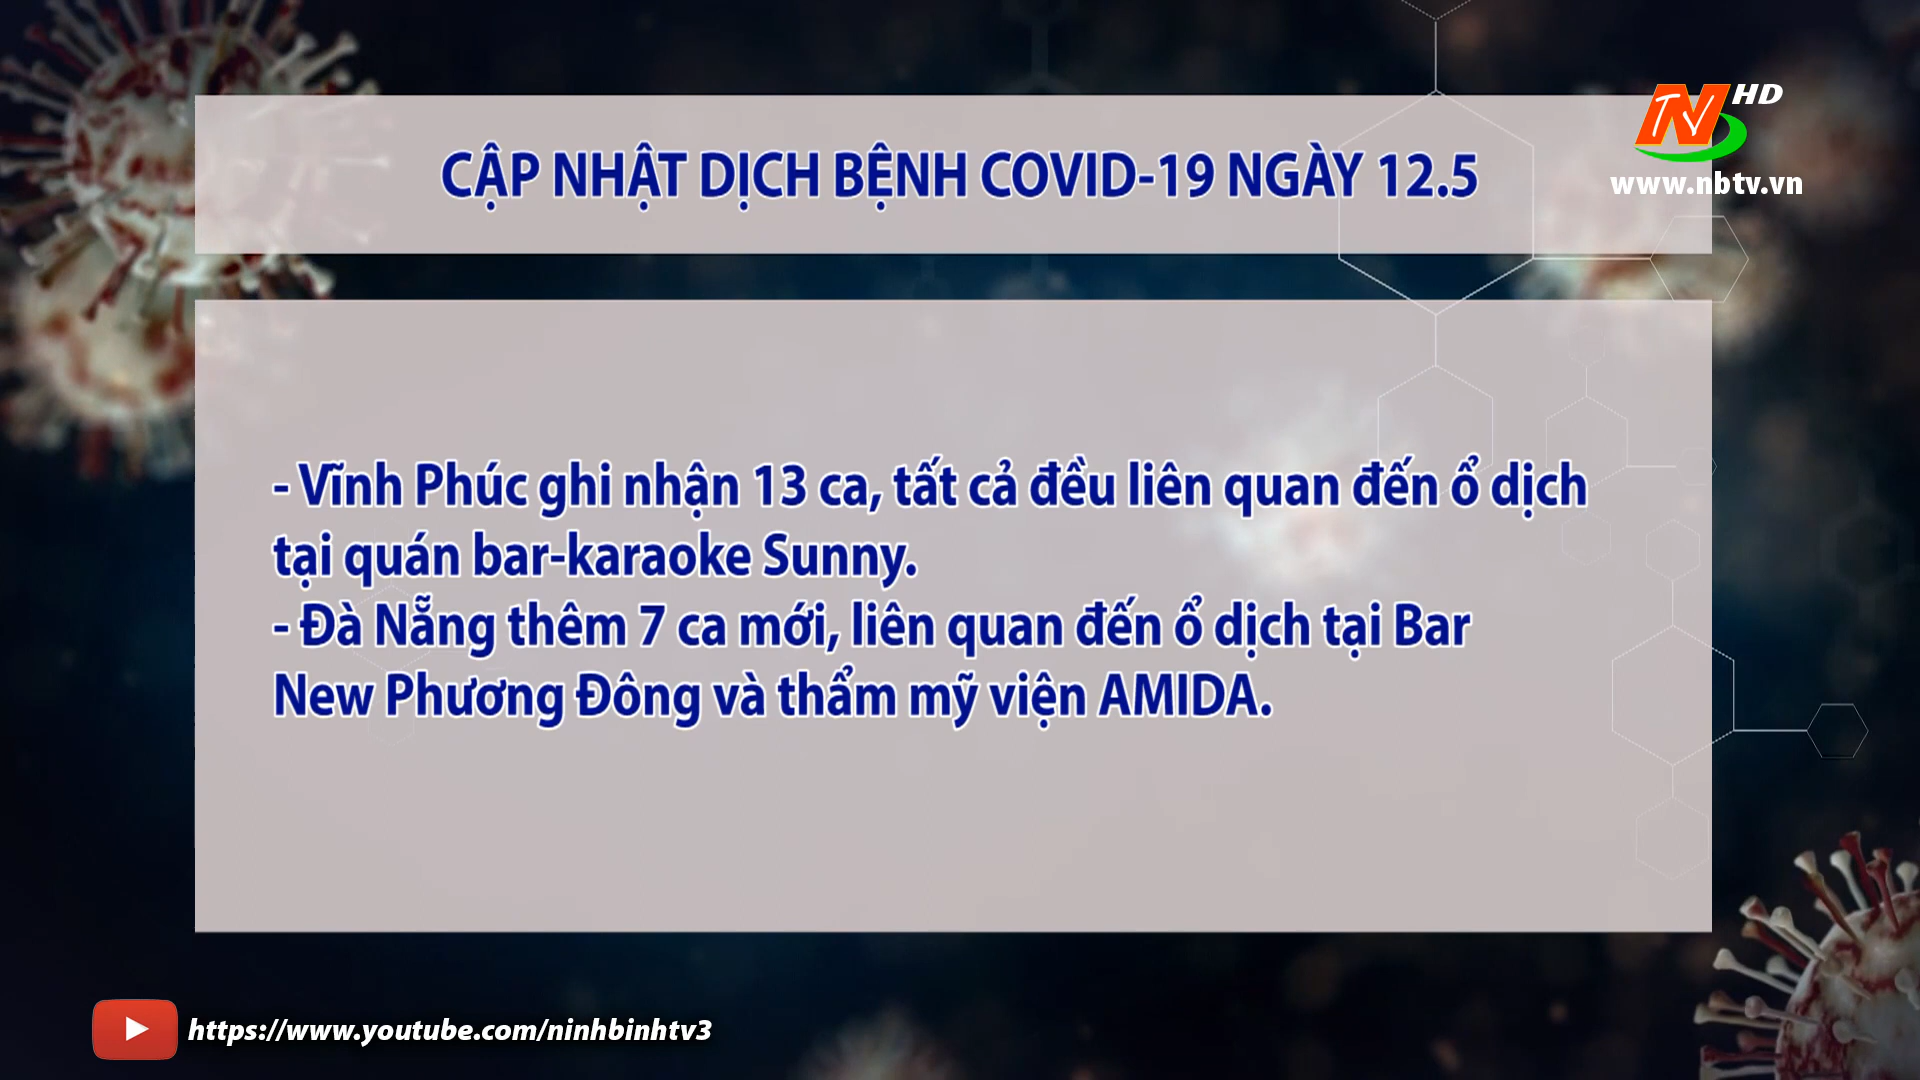 NTV HD
www.nbtv.vn
CẬP NHẬT DỊCH BỆNH COVID-19 NGÀY 12.5
- Vĩnh Phúc ghi nhận 13 ca, tất cả đều liên quan đến ổ dịch
tại quán bar-karaoke Sunny.
- Đà Nẵng thêm 7 ca mới, liên quan đến ổ dịch tại Bar
New Phương Đông và thẩm mỹ viện AMIDA.
https://www.youtube.com/ninhbinhtv3